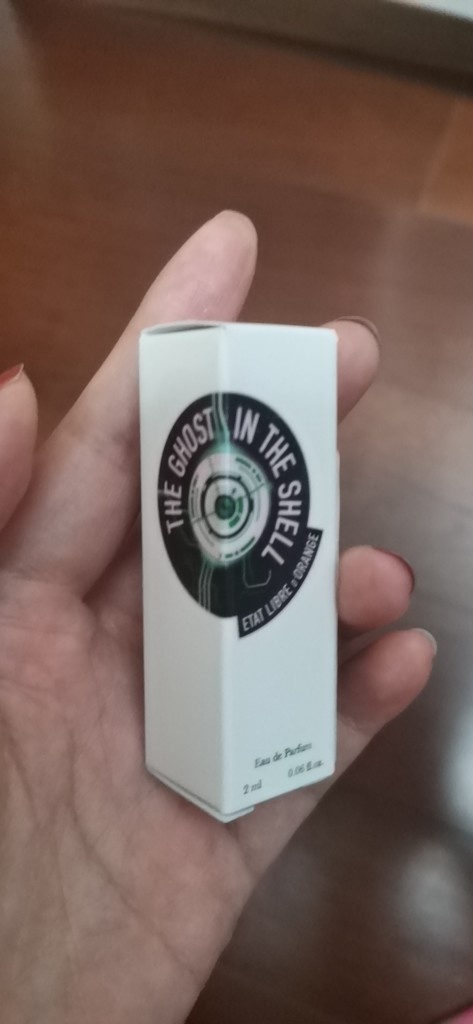 THE GHOST IN THE SHELL
ETAT LIBRE D ORANGE
Eau de Parfum
2 ml 0.06 fl.oz.